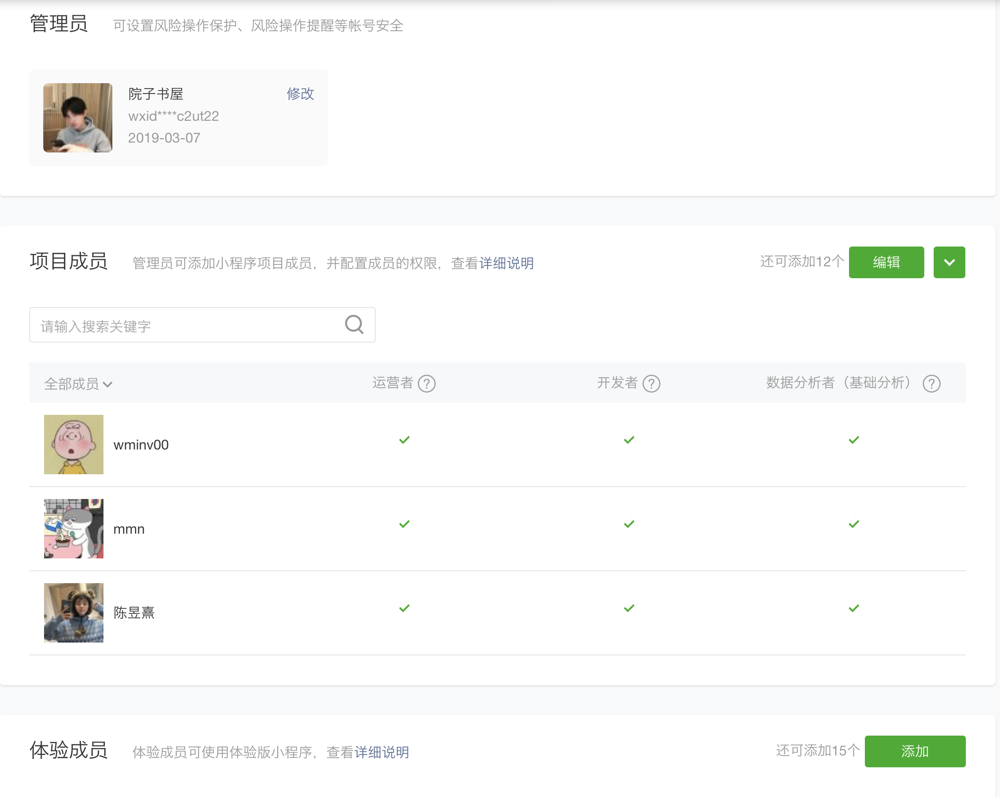 管理员 可设置风险操作保护、风险操作提醒等帐号安全
院子书屋 修改
wxid****c2ut22
2019-03-07
项目成员 管理员可添加小程序项目成员，并配置成员的权限，查看详细说明 还可添加12个 编辑
请输入搜索关键字
全部成员 运营者 ? 开发者 ? 数据分析者（基础分析） ?
wminv00
mmn
陈昱熹
体验成员 体验成员可使用体验版小程序，查看详细说明 还可添加15个 添加